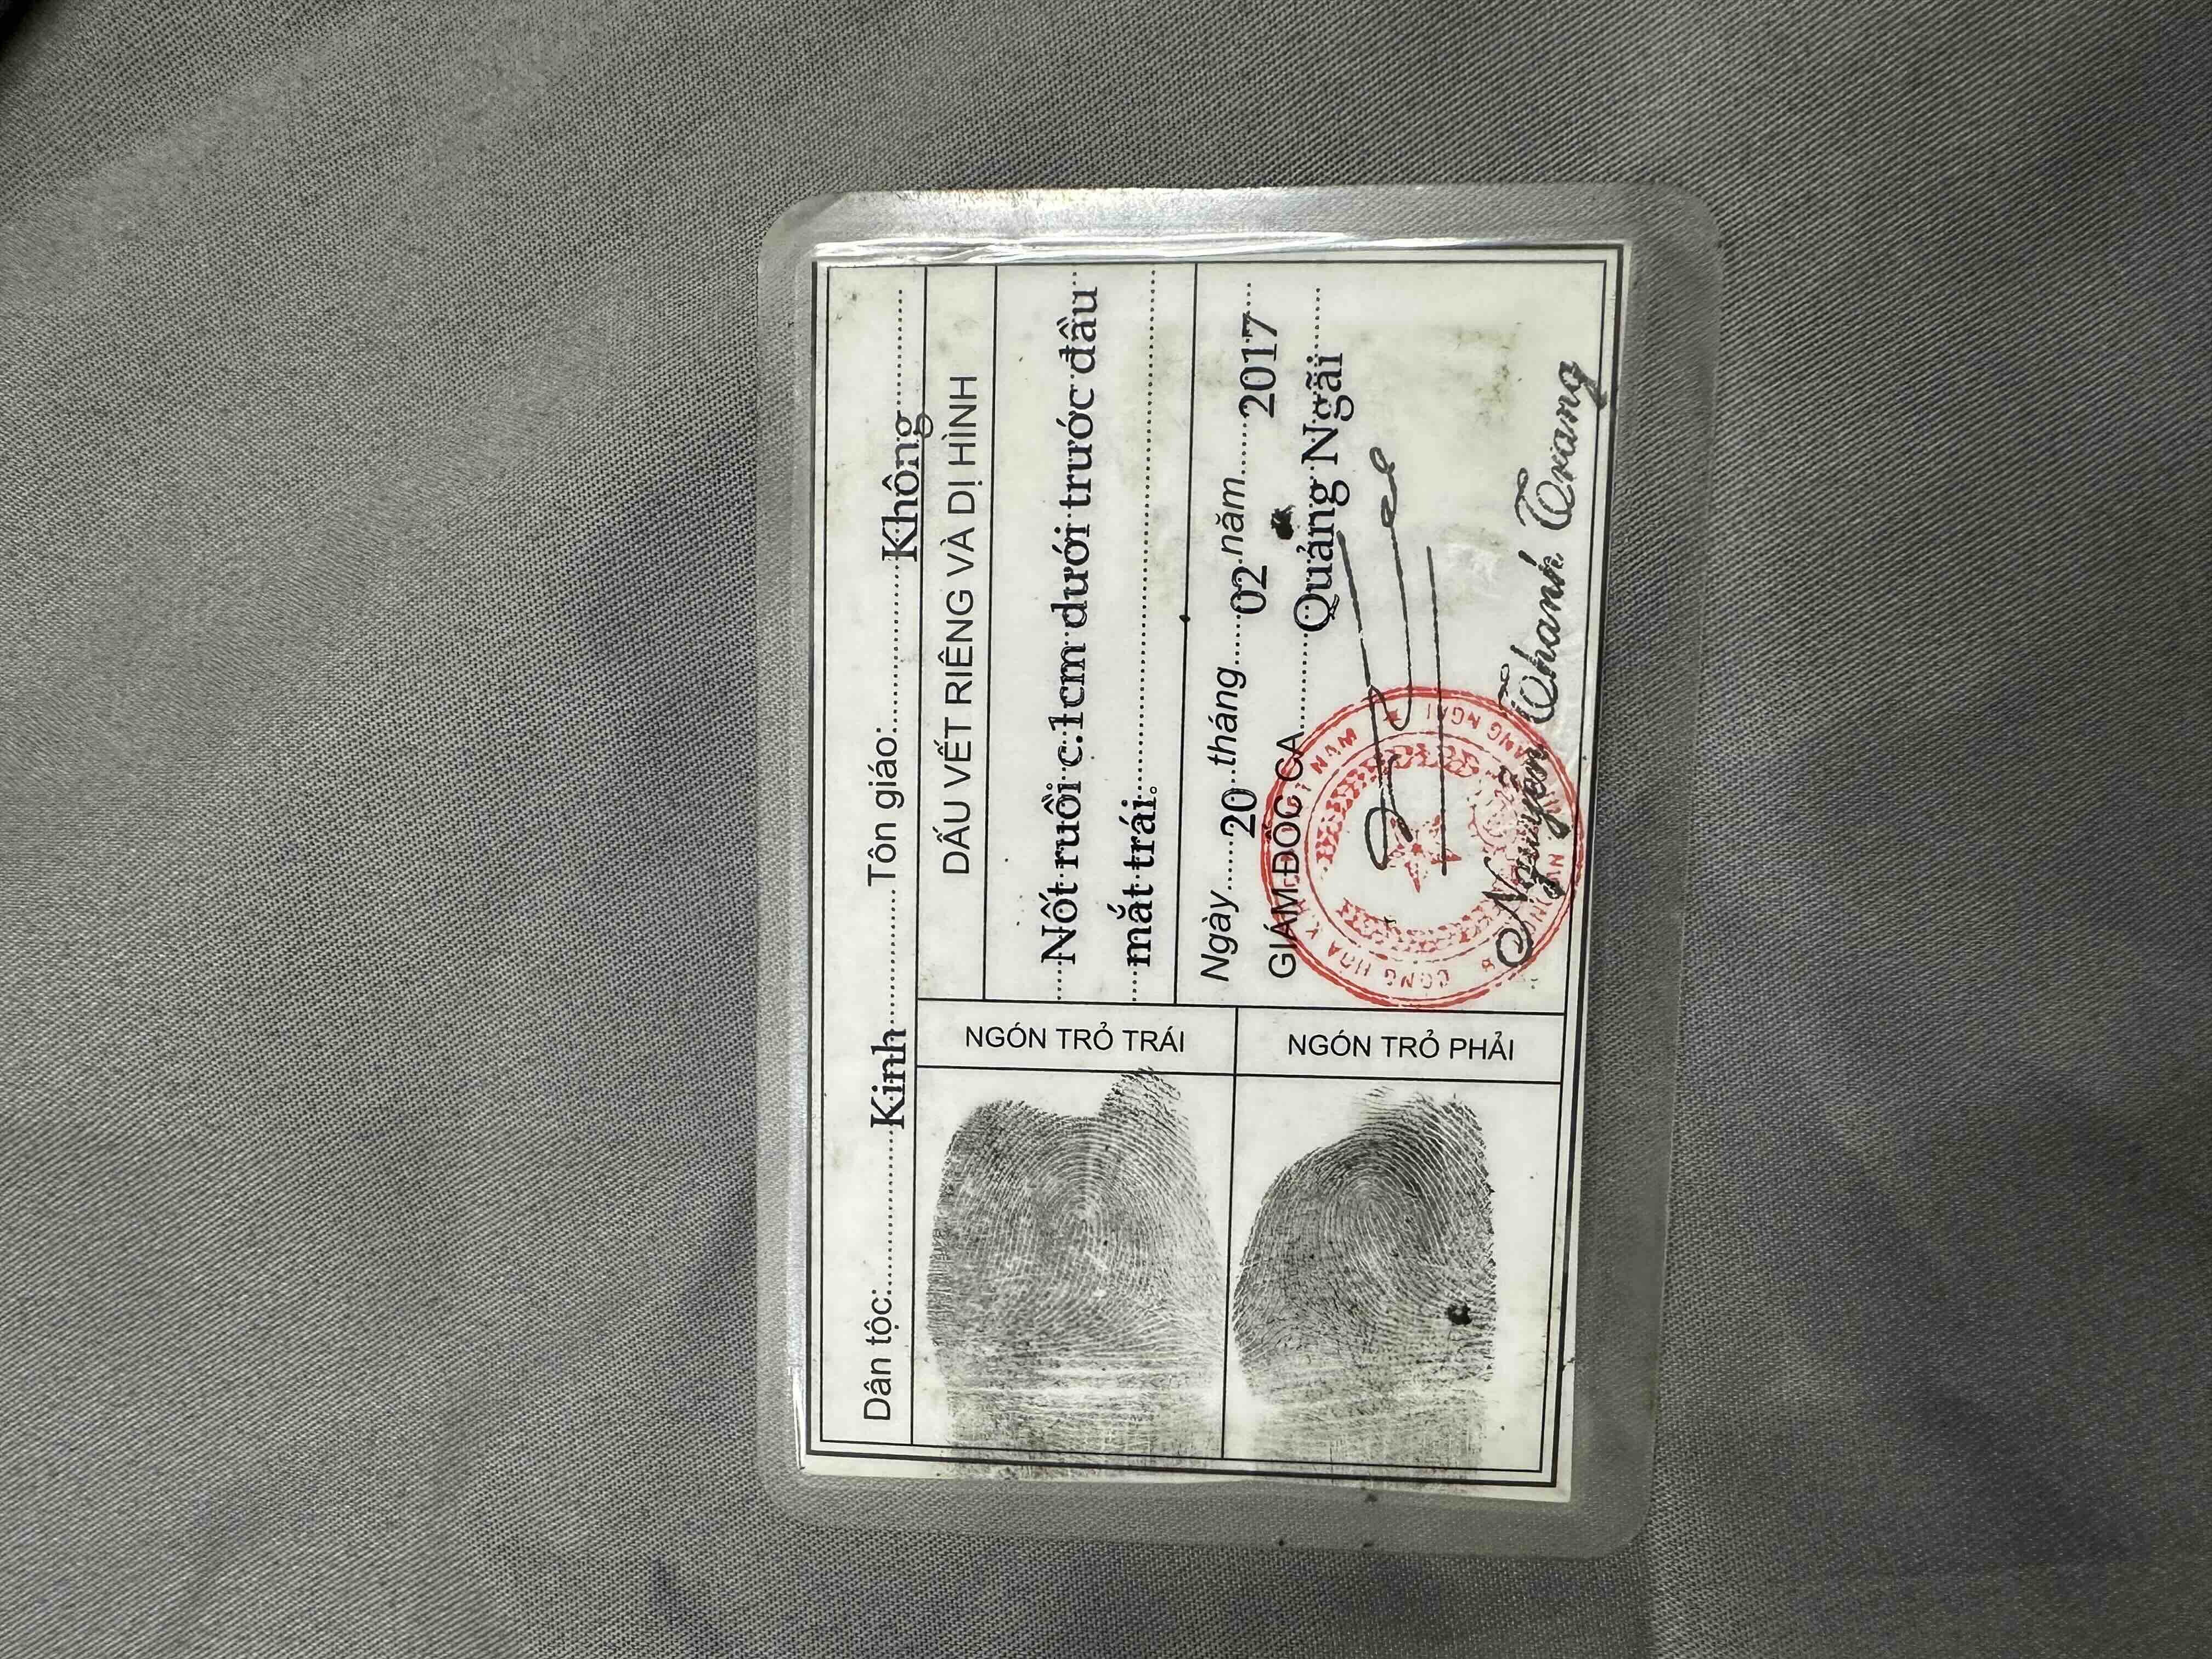 Dân tộc: Kinh Tôn giáo: Không
DẤU VẾT RIÊNG VÀ DỊ HÌNH
Nốt ruồi c.1cm dưới trước đầu
mắt trái.
NGÓN TRỎ TRÁI
NGÓN TRỎ PHẢI
Ngày 20 tháng 02 năm 2017
GIÁM ĐỐC CA Quảng Ngãi
Nguyễn Thanh Trang